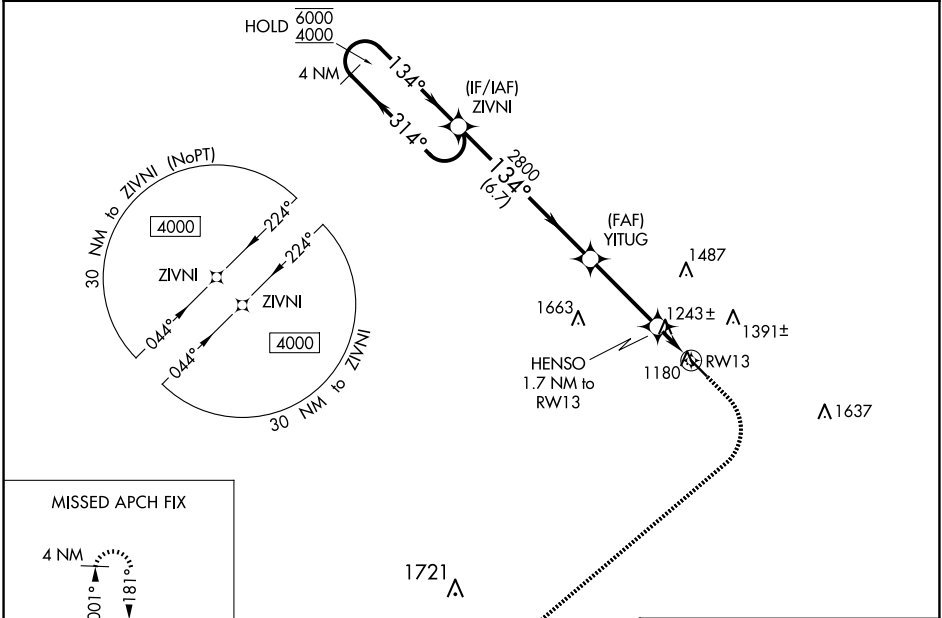 HOLD 6000
4000
4 NM
134°
314°
(IF/IAF)
ZIVNI
2800
134°
(6.7)
(FAF)
YITUG
30 NM to ZIVNI (NoPT)
4000
224°
ZIVNI
044°
224°
ZIVNI
4000
044°
30 NM to ZIVNI
1487
1663
1243±
1391±
HENSO
1.7 NM to
RW13
1180
RW13
1637
MISSED APCH FIX
4 NM
001°
181°
1721